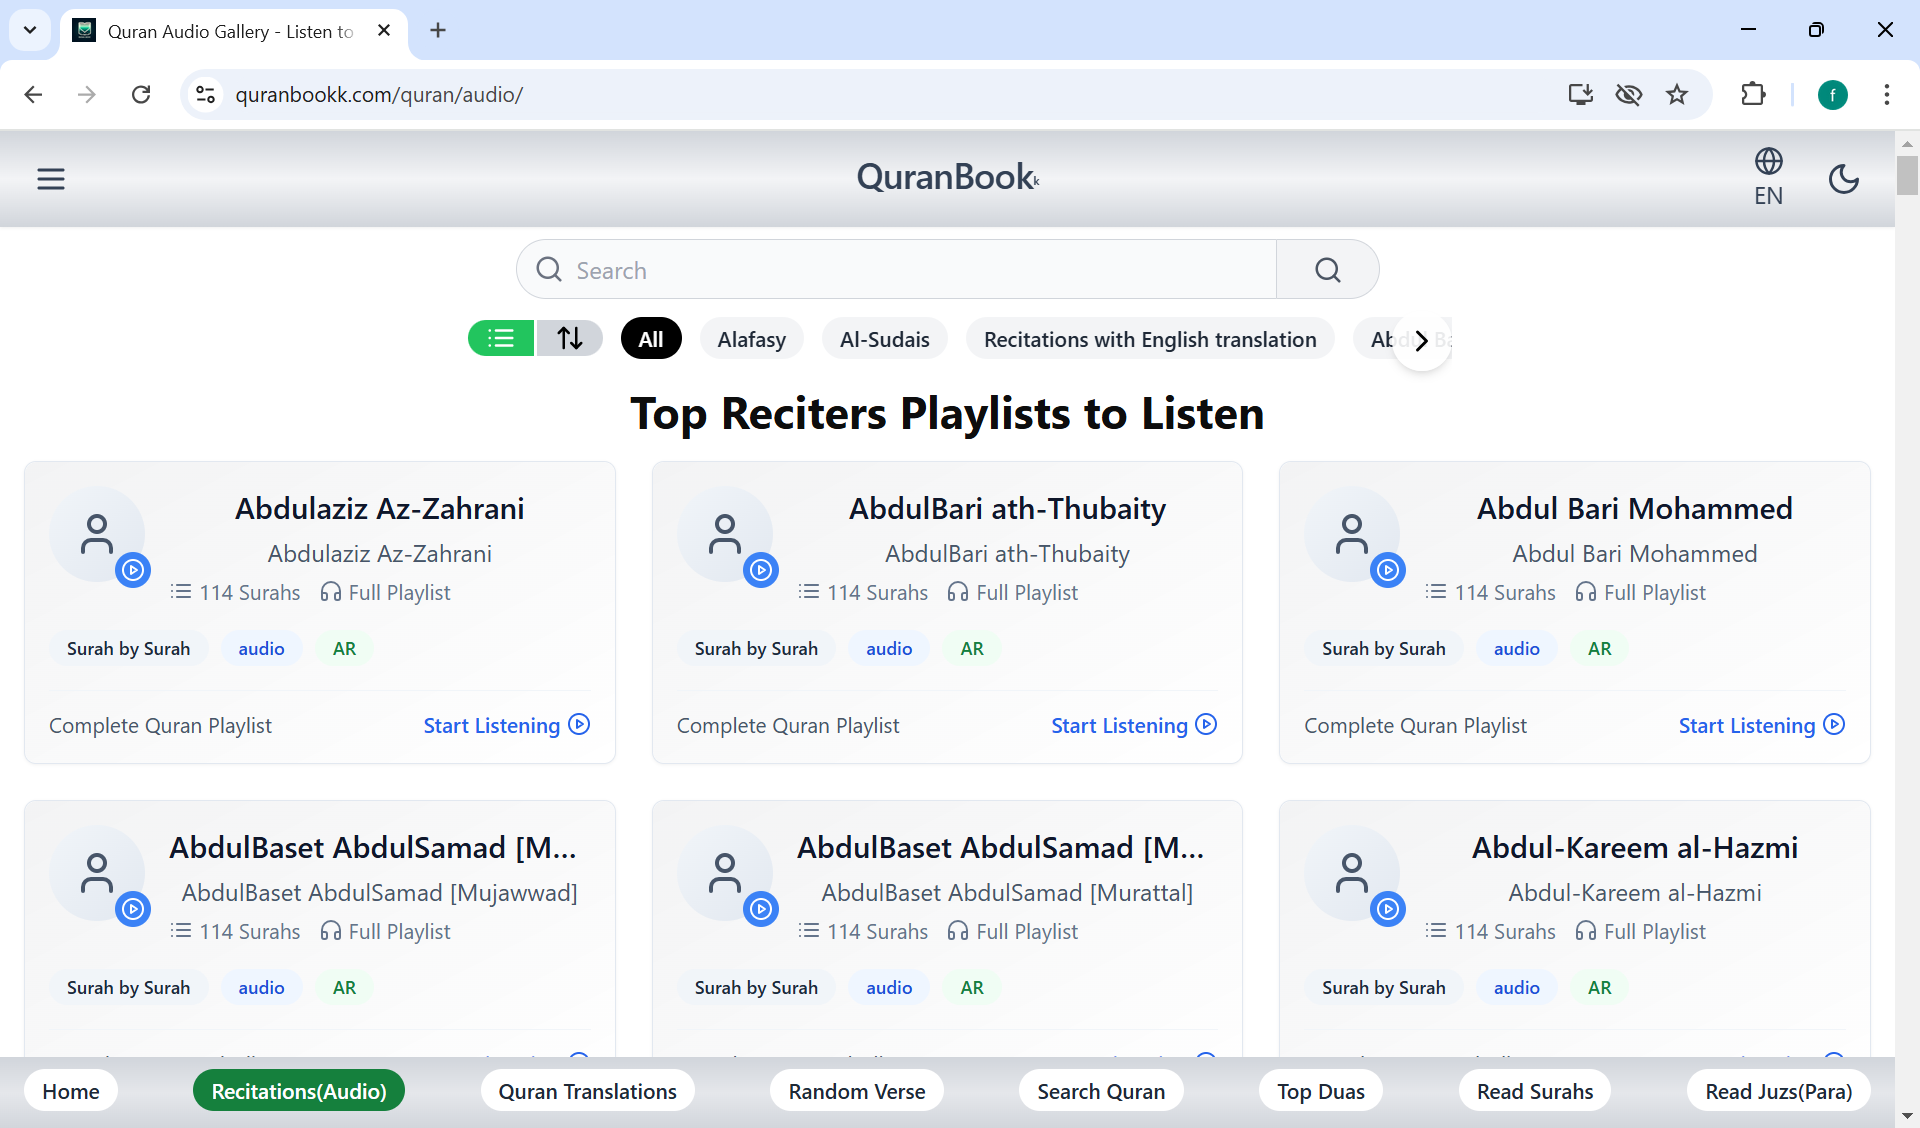 Quran Audio Gallery - Listen to
quranbookk.com/quran/audio/
f
QuranBookk
EN
Search
All
Alafasy
Al-Sudais
Recitations with English translation
Top Reciters Playlists to Listen
Abdulaziz Az-Zahrani
Abdulaziz Az-Zahrani
114 Surahs Full Playlist
Surah by Surah audio AR
Complete Quran Playlist Start Listening
AbdulBari ath-Thubaity
AbdulBari ath-Thubaity
114 Surahs Full Playlist
Surah by Surah audio AR
Complete Quran Playlist Start Listening
Abdul Bari Mohammed
Abdul Bari Mohammed
114 Surahs Full Playlist
Surah by Surah audio AR
Complete Quran Playlist Start Listening
AbdulBaset AbdulSamad [M...
AbdulBaset AbdulSamad [Mujawwad]
114 Surahs Full Playlist
Surah by Surah audio AR
AbdulBaset AbdulSamad [M...
AbdulBaset AbdulSamad [Murattal]
114 Surahs Full Playlist
Surah by Surah audio AR
Abdul-Kareem al-Hazmi
Abdul-Kareem al-Hazmi
114 Surahs Full Playlist
Surah by Surah audio AR
Home
Recitations(Audio)
Quran Translations
Random Verse
Search Quran
Top Duas
Read Surahs
Read Juzs(Para)